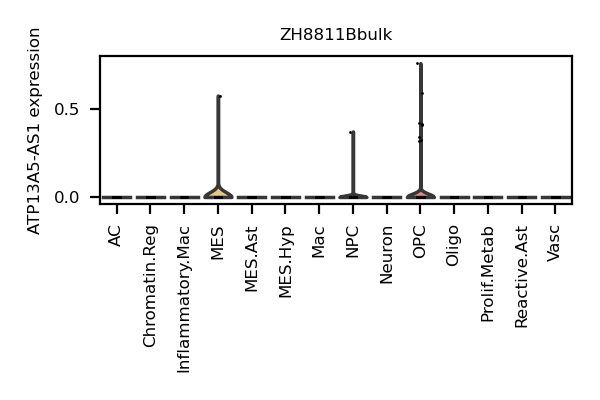 ZH8811Bbulk
ATP13A5-AS1 expression
0.5
0.0
AC
Chromatin.Reg
Inflammatory.Mac
MES
MES.Ast
MES.Hyp
Mac
NPC
Neuron
OPC
Oligo
Prolif.Metab
Reactive.Ast
Vasc